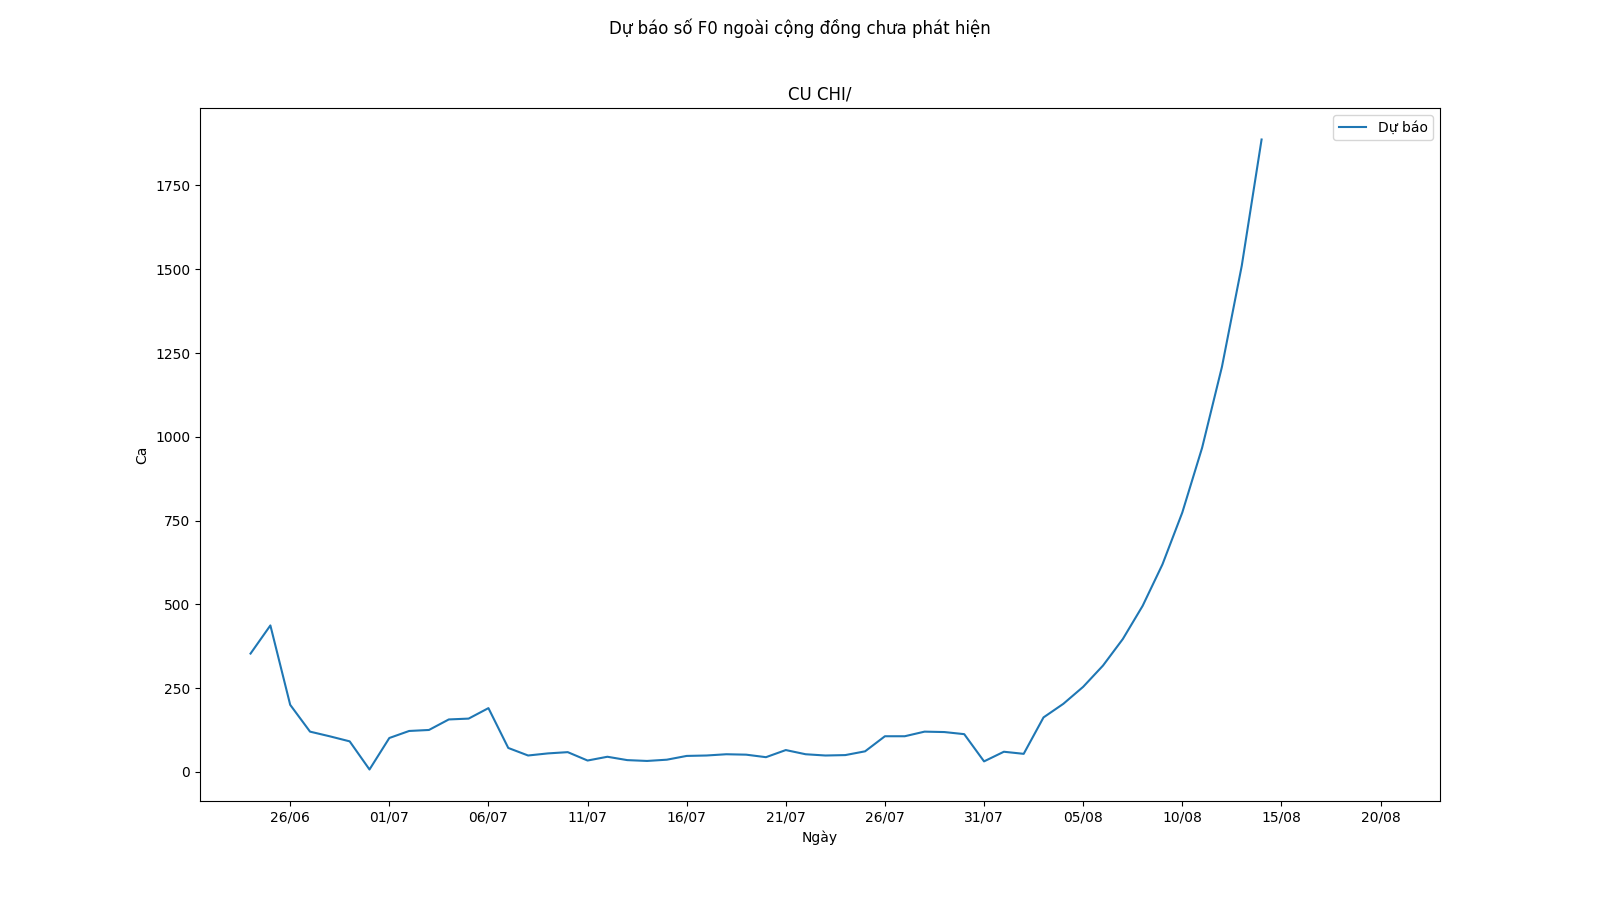 Dự báo số F0 ngoài cộng đồng chưa phát hiện
CU CHI/
Dự báo
1750
1500
1250
1000
750
500
250
0
Ca
26/06 01/07 06/07 11/07 16/07 21/07 26/07 31/07 05/08 10/08 15/08 20/08
Ngày